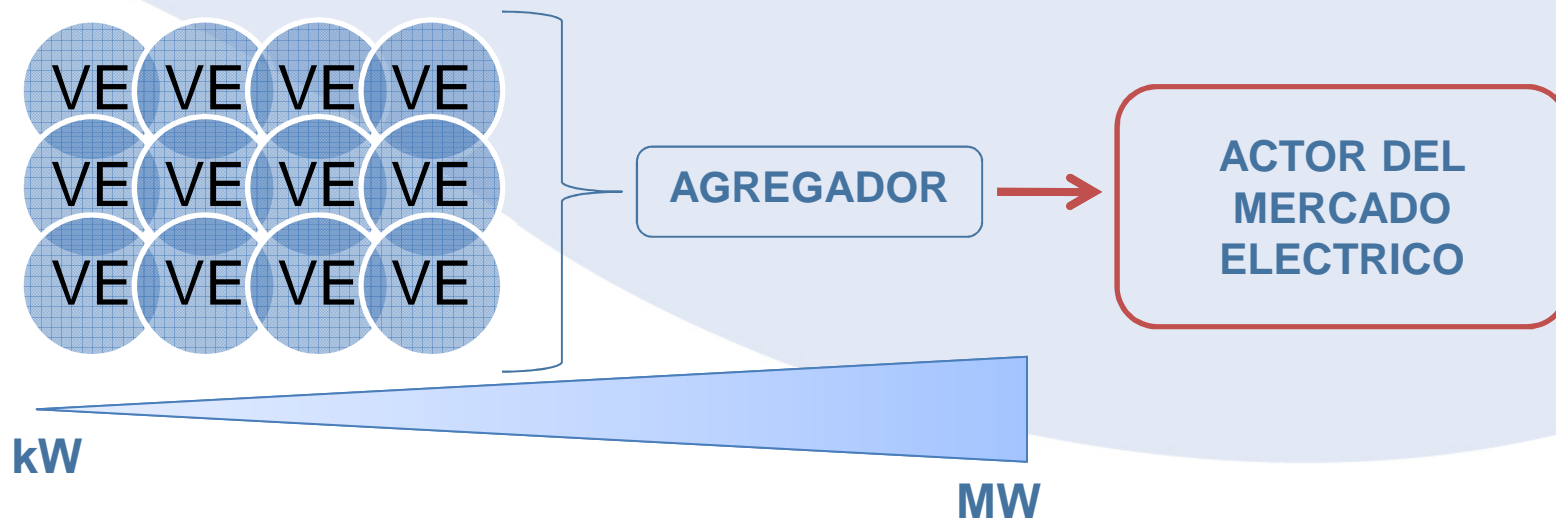 VE VE VE VE
VE VE VE VE
VE VE VE VE
AGREGADOR
ACTOR DEL
MERCADO
ELECTRICO
kW
MW